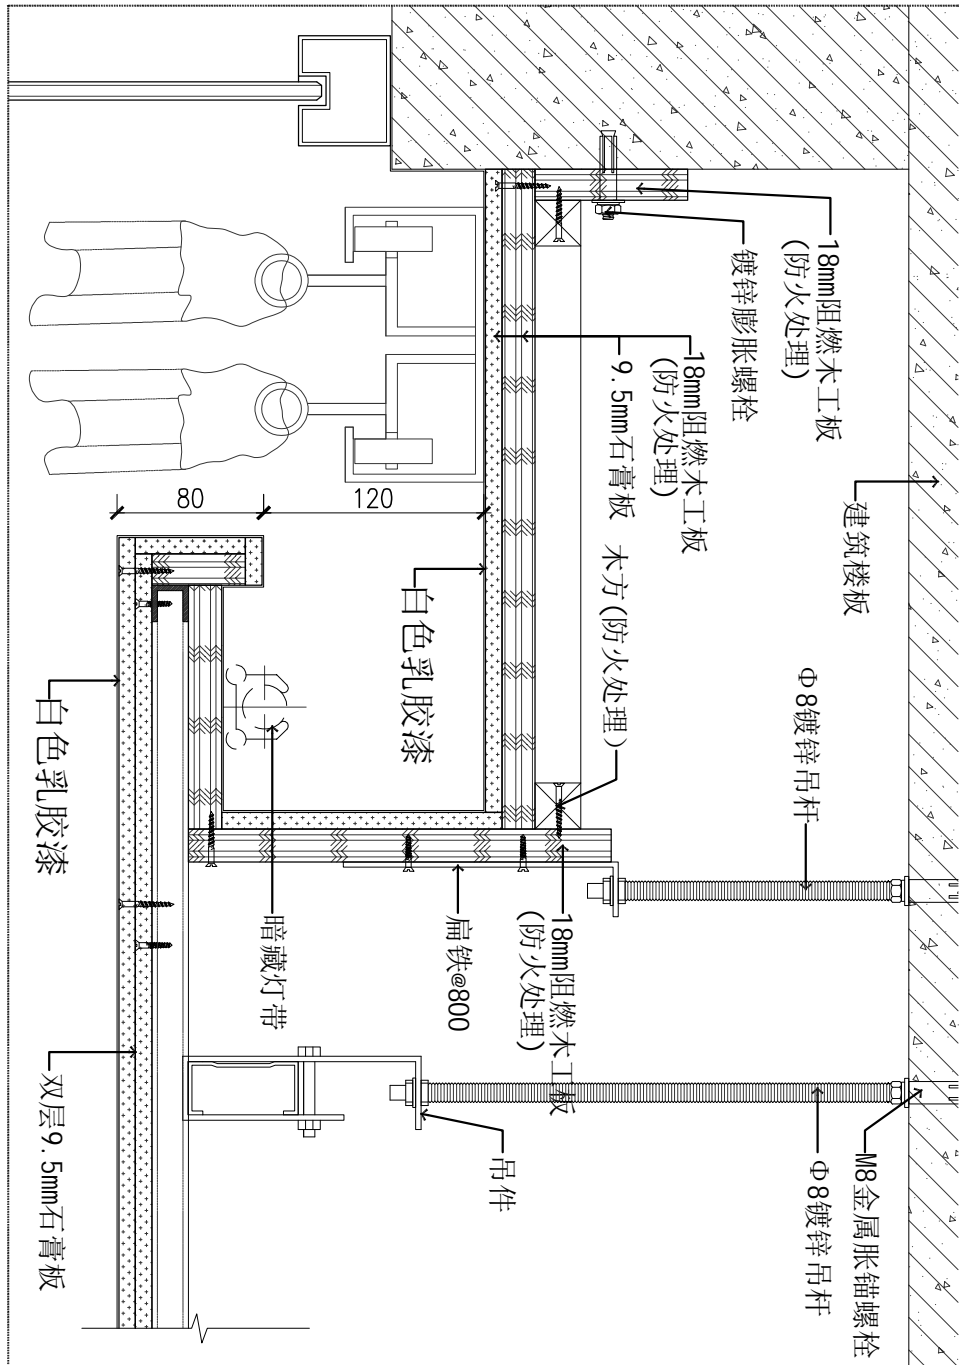 建筑楼板
M8金属胀锚螺栓
18mm阻燃木工板
(防火处理)
Φ8镀锌吊杆
Φ8镀锌吊杆
镀锌膨胀螺栓
18mm阻燃木工板
(防火处理)
9.5mm石膏板
木方(防火处理)
18mm阻燃木工板
(防火处理)
吊件
扁铁@800
白色乳胶漆
120
80
暗藏灯带
白色乳胶漆
双层9.5mm石膏板